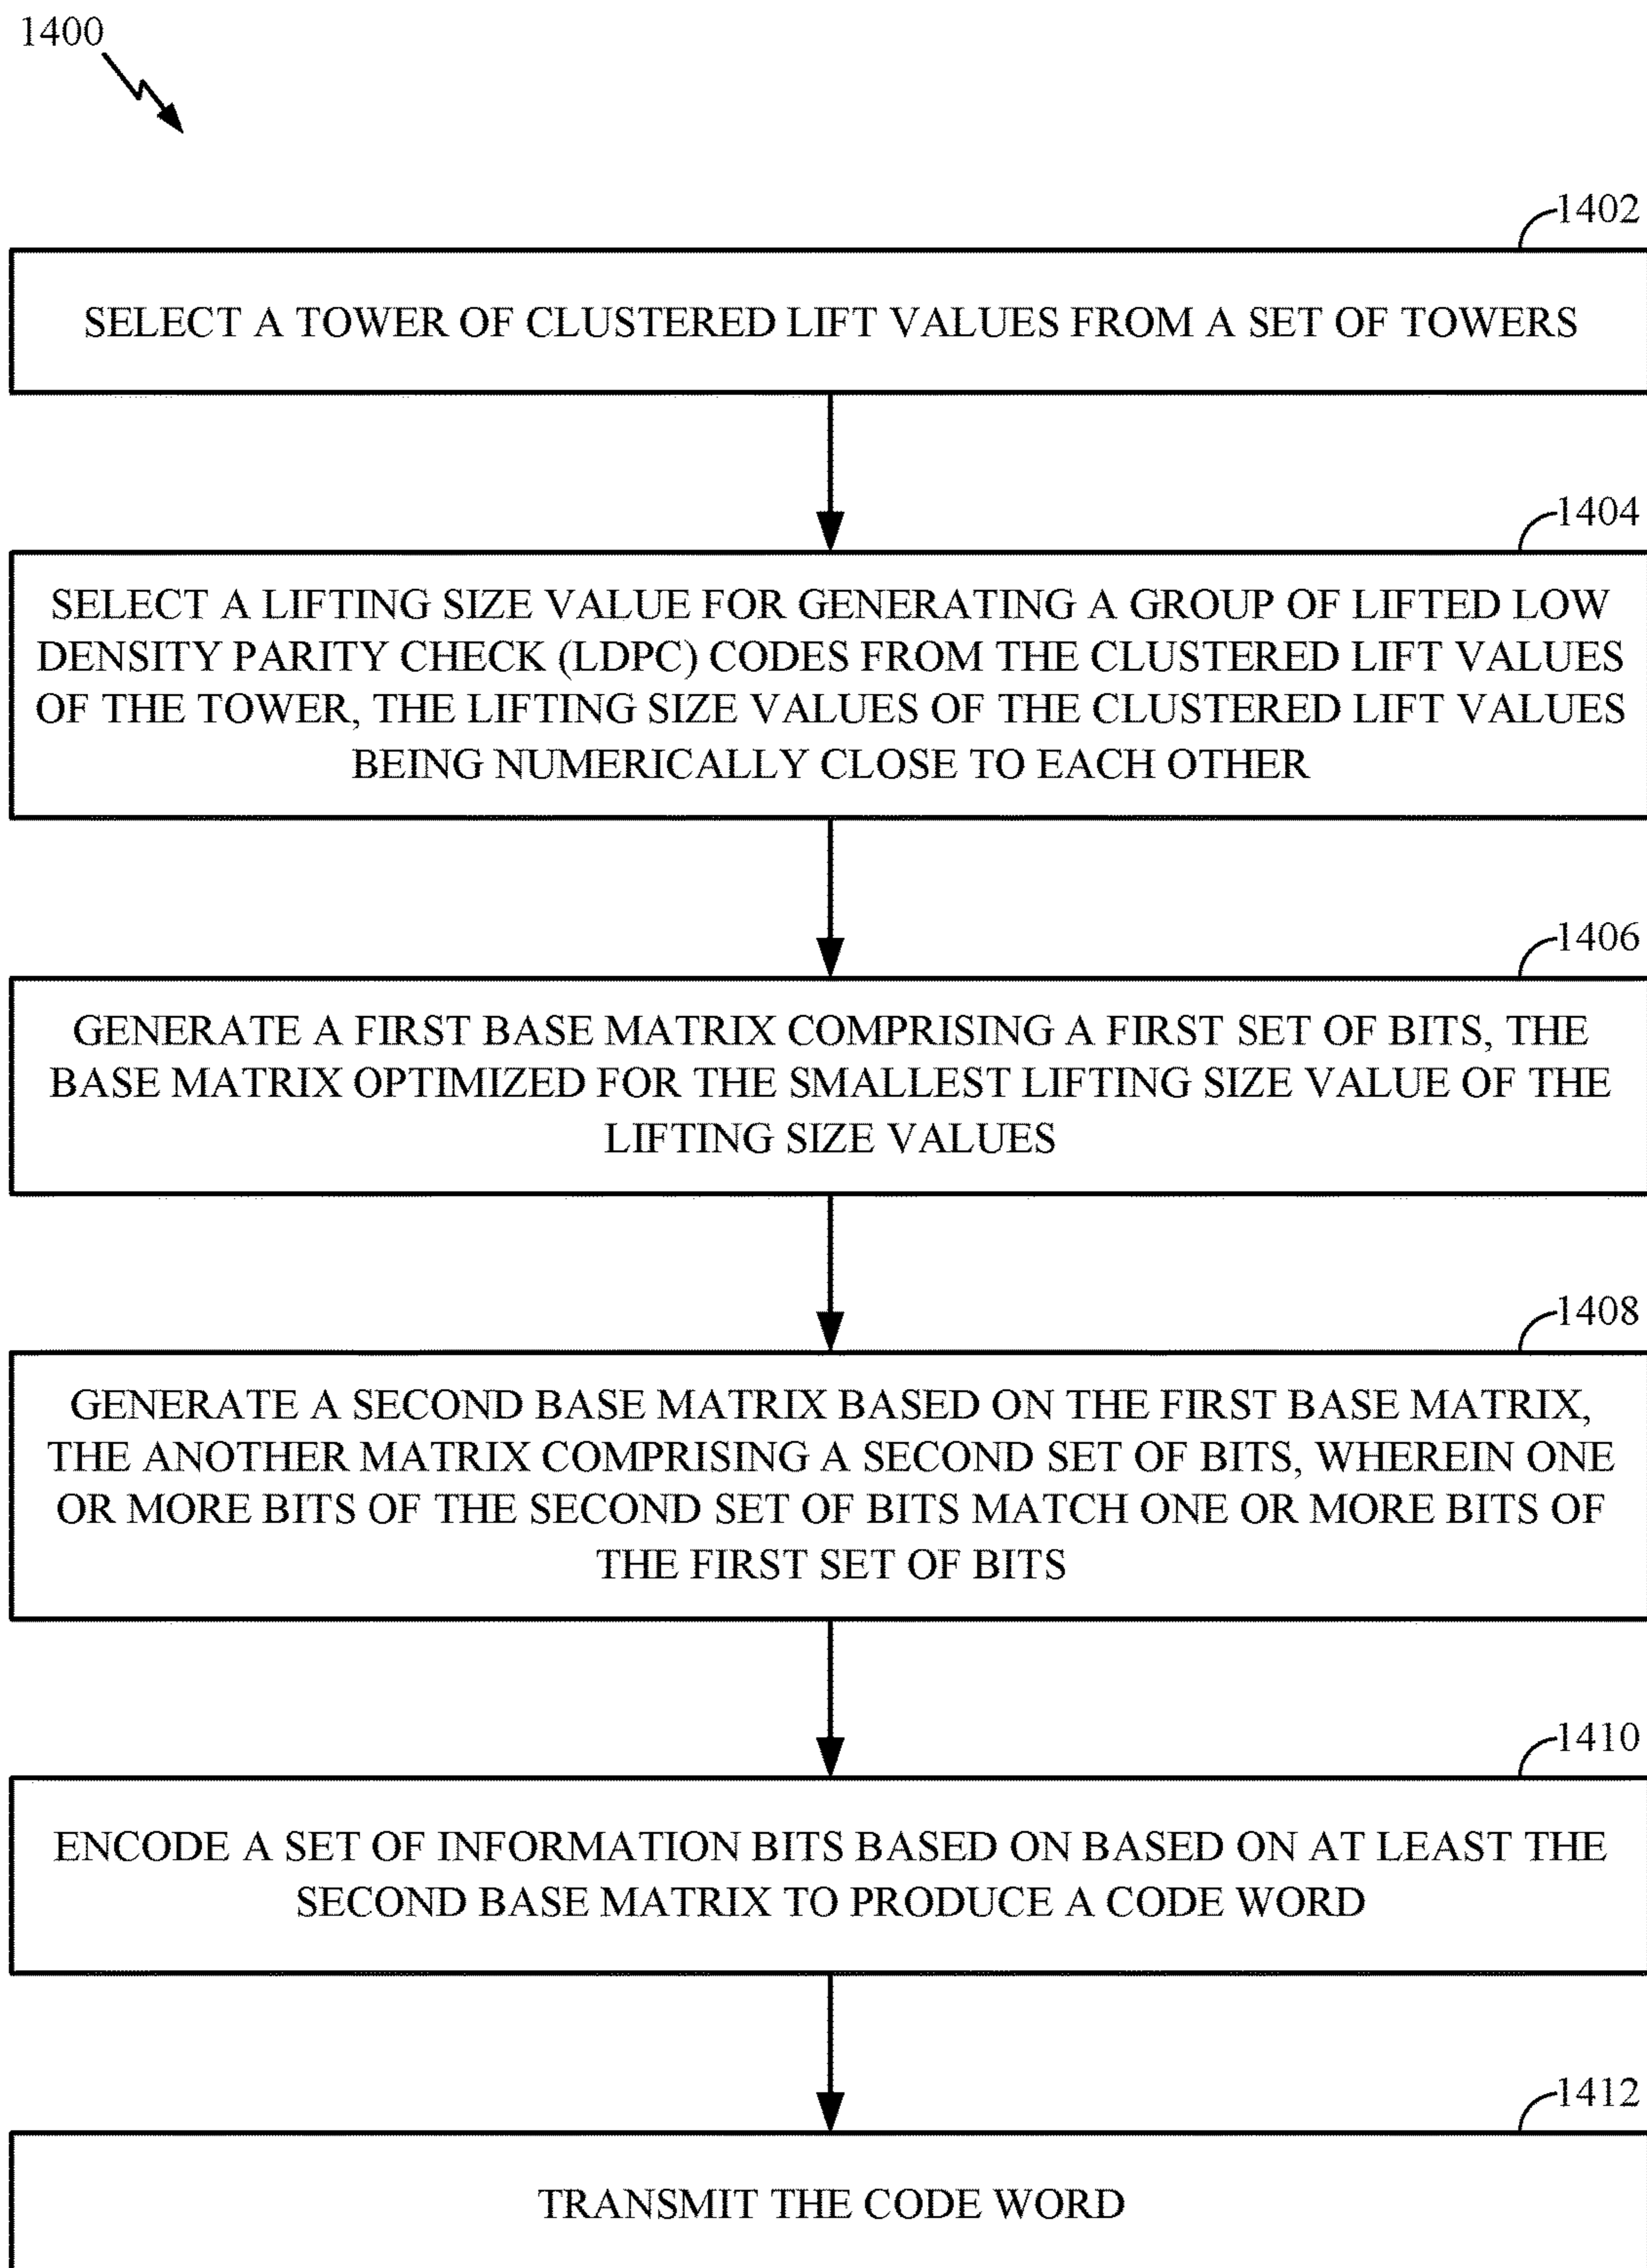 1400
1402
SELECT A TOWER OF CLUSTERED LIFT VALUES FROM A SET OF TOWERS
1404
SELECT A LIFTING SIZE VALUE FOR GENERATING A GROUP OF LIFTED LOW
DENSITY PARITY CHECK (LDPC) CODES FROM THE CLUSTERED LIFT VALUES
OF THE TOWER, THE LIFTING SIZE VALUES OF THE CLUSTERED LIFT VALUES
BEING NUMERICALLY CLOSE TO EACH OTHER
1406
GENERATE A FIRST BASE MATRIX COMPRISING A FIRST SET OF BITS, THE
BASE MATRIX OPTIMIZED FOR THE SMALLEST LIFTING SIZE VALUE OF THE
LIFTING SIZE VALUES
1408
GENERATE A SECOND BASE MATRIX BASED ON THE FIRST BASE MATRIX,
THE ANOTHER MATRIX COMPRISING A SECOND SET OF BITS, WHEREIN ONE
OR MORE BITS OF THE SECOND SET OF BITS MATCH ONE OR MORE BITS OF
THE FIRST SET OF BITS
1410
ENCODE A SET OF INFORMATION BITS BASED ON BASED ON AT LEAST THE
SECOND BASE MATRIX TO PRODUCE A CODE WORD
1412
TRANSMIT THE CODE WORD